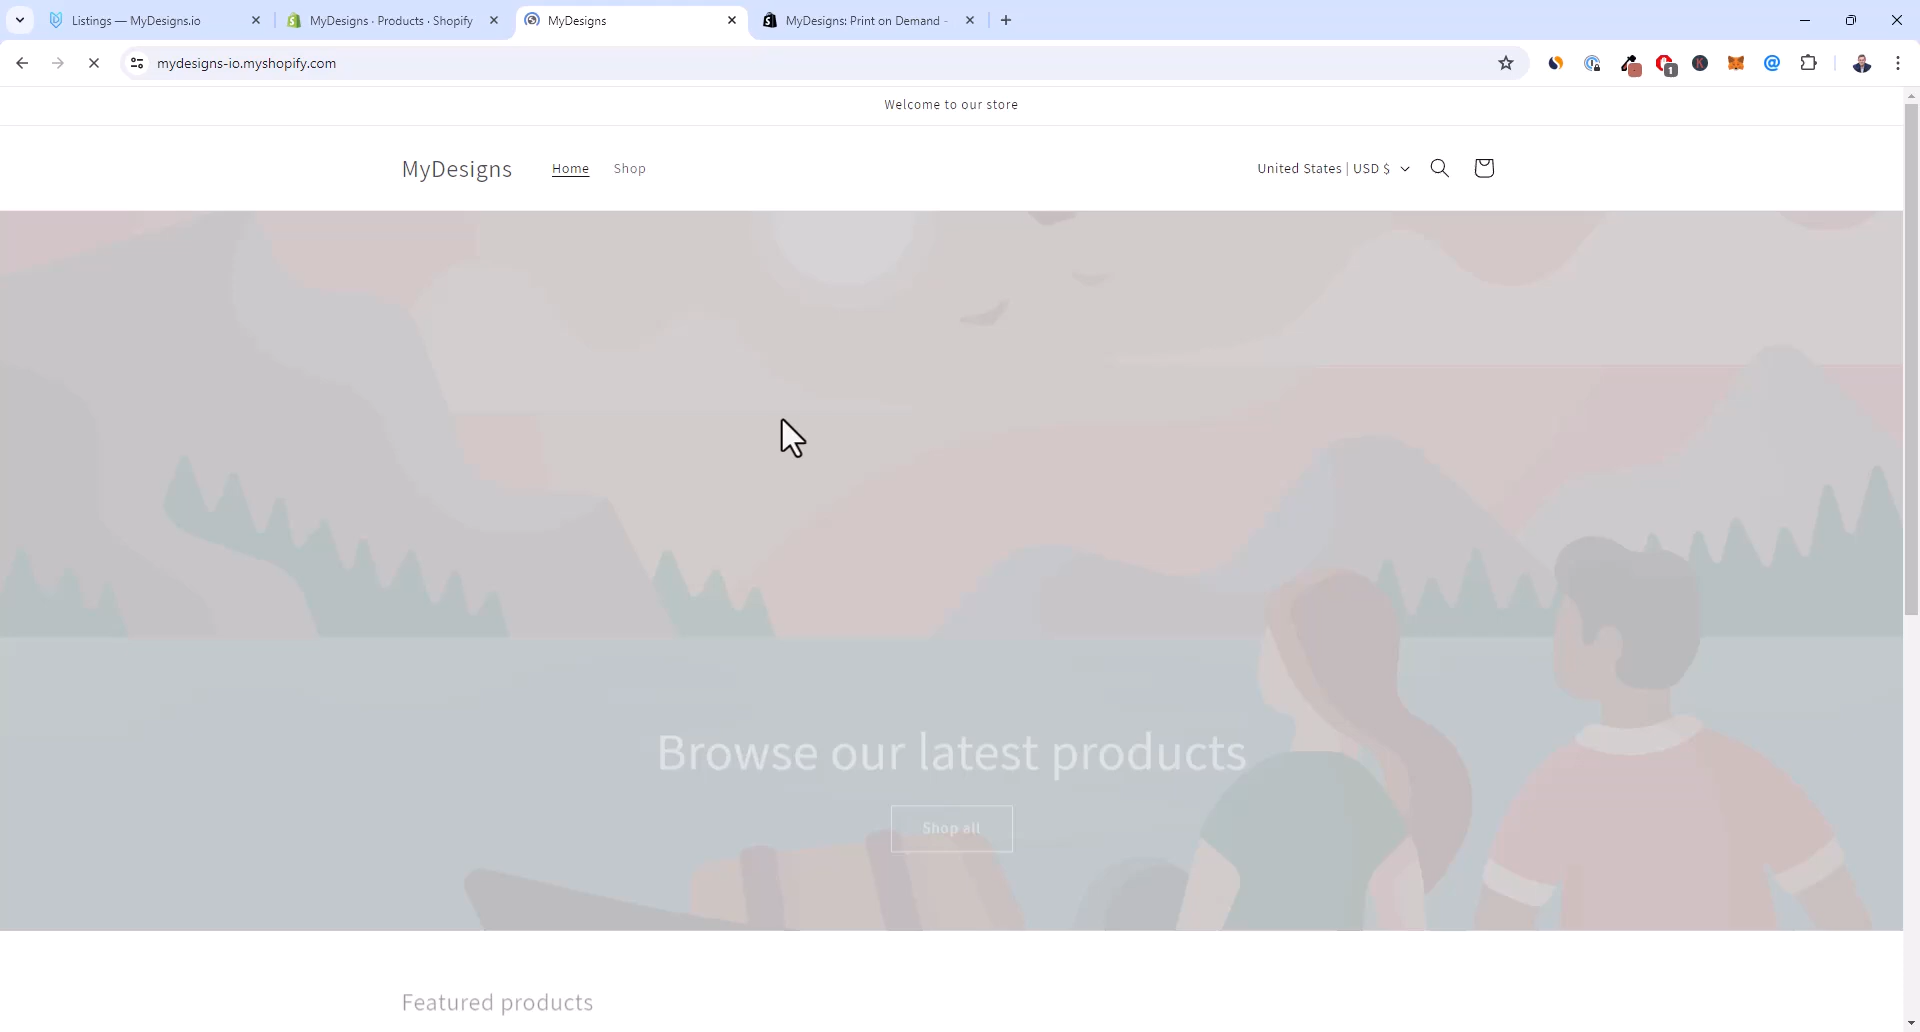 Listings — MyDesigns.io
MyDesigns · Products · Shopify
MyDesigns
MyDesigns: Print on Demand -
mydesigns-io.myshopify.com
1
K
Welcome to our store
MyDesigns
Home
Shop
United States | USD $
Browse our latest products
Shop all
Featured products